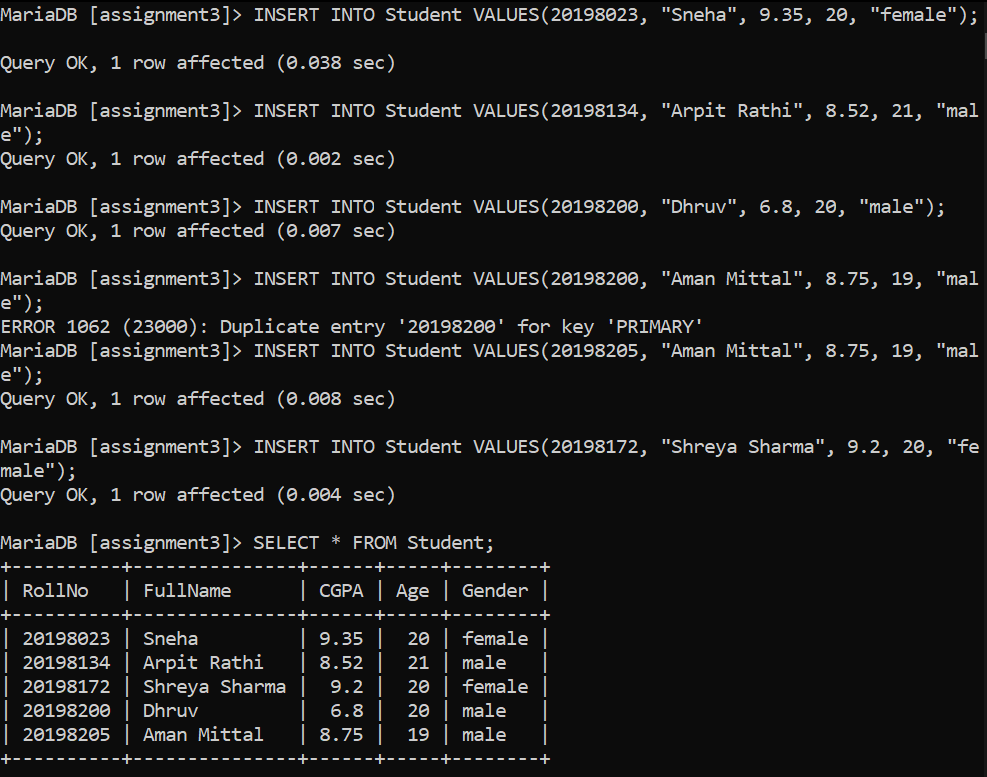 MariaDB [assignment3]> INSERT INTO Student VALUES(20198023, "Sneha", 9.35, 20, "female");
Query OK, 1 row affected (0.038 sec)
MariaDB [assignment3]> INSERT INTO Student VALUES(20198134, "Arpit Rathi", 8.52, 21, "mal
e");
Query OK, 1 row affected (0.002 sec)
MariaDB [assignment3]> INSERT INTO Student VALUES(20198200, "Dhruv", 6.8, 20, "male");
Query OK, 1 row affected (0.007 sec)
MariaDB [assignment3]> INSERT INTO Student VALUES(20198200, "Aman Mittal", 8.75, 19, "mal
e");
ERROR 1062 (23000): Duplicate entry '20198200' for key 'PRIMARY'
MariaDB [assignment3]> INSERT INTO Student VALUES(20198205, "Aman Mittal", 8.75, 19, "mal
e");
Query OK, 1 row affected (0.008 sec)
MariaDB [assignment3]> INSERT INTO Student VALUES(20198172, "Shreya Sharma", 9.2, 20, "fe
male");
Query OK, 1 row affected (0.004 sec)
MariaDB [assignment3]> SELECT * FROM Student;
+----------+---------------+------+-----+--------+
| RollNo   | FullName      | CGPA | Age | Gender |
+----------+---------------+------+-----+--------+
| 20198023 | Sneha         | 9.35 |  20 | female |
| 20198134 | Arpit Rathi   | 8.52 |  21 | male   |
| 20198172 | Shreya Sharma |  9.2 |  20 | female |
| 20198200 | Dhruv         |  6.8 |  20 | male   |
| 20198205 | Aman Mittal   | 8.75 |  19 | male   |
+----------+---------------+------+-----+--------+